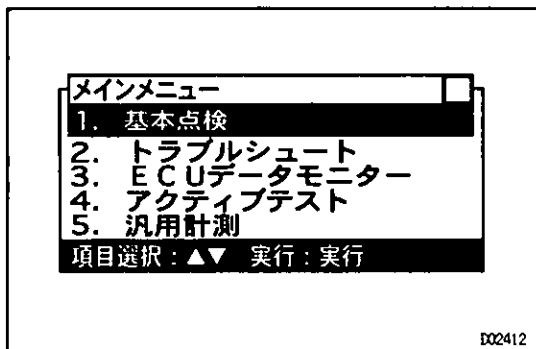 メインメニュー
1. 基本点検
2. トラブルシュート
3. ECUデータモニター
4. アクティブテスト
5. 汎用計測
項目選択:▲▼ 実行:実行
D02412